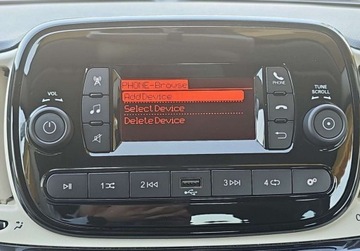 PHONE-Browse
Add Device
Select Device
Delete Device
VOL
PHONE
TUNE
SCROLL
1
2
3
4